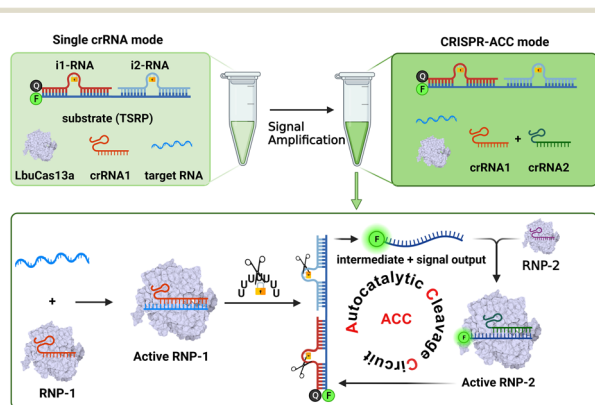 Single crRNA mode
i1-RNA
i2-RNA
Q
F
substrate (TSRP)
LbuCas13a
crRNA1
target RNA
Signal
Amplification
CRISPR-ACC mode
Q
F
+
crRNA1
crRNA2
+
RNP-1
Active RNP-1
U U U U U
F
intermediate + signal output
RNP-2
Autocatalytic Cleavage Circuit
ACC
F
Active RNP-2
Q F